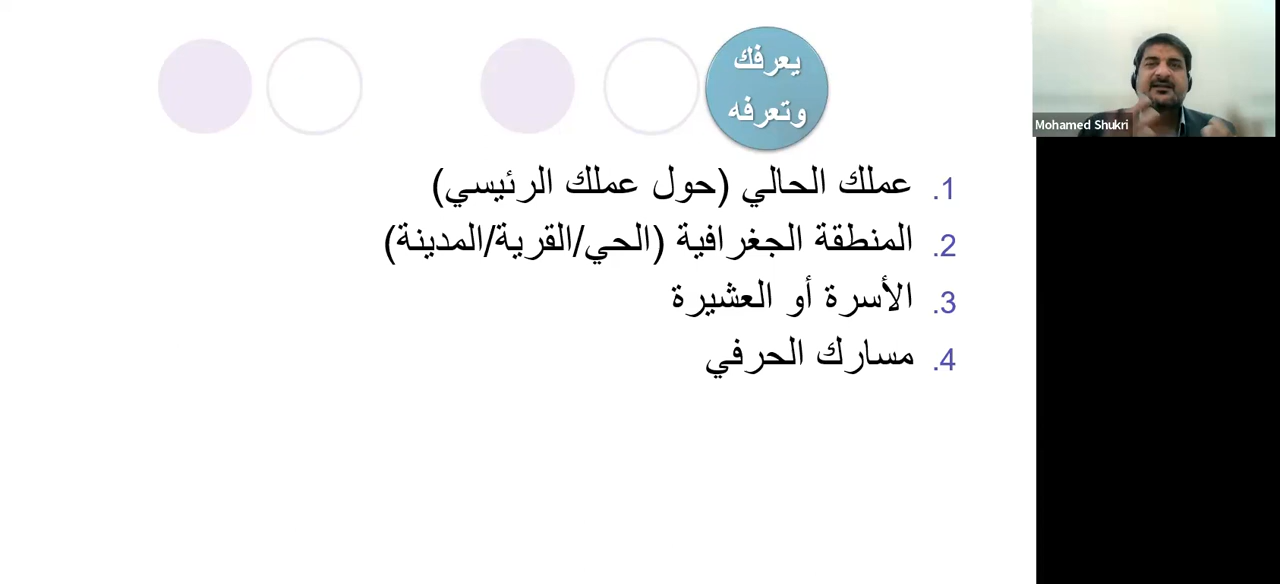 يعرفك
وتعرفه
1. عملك الحالي (حول عملك الرئيسي)
2. المنطقة الجغرافية (الحي/القرية/المدينة)
3. الأسرة أو العشيرة
4. مسارك الحرفي
Mohamed Shukri